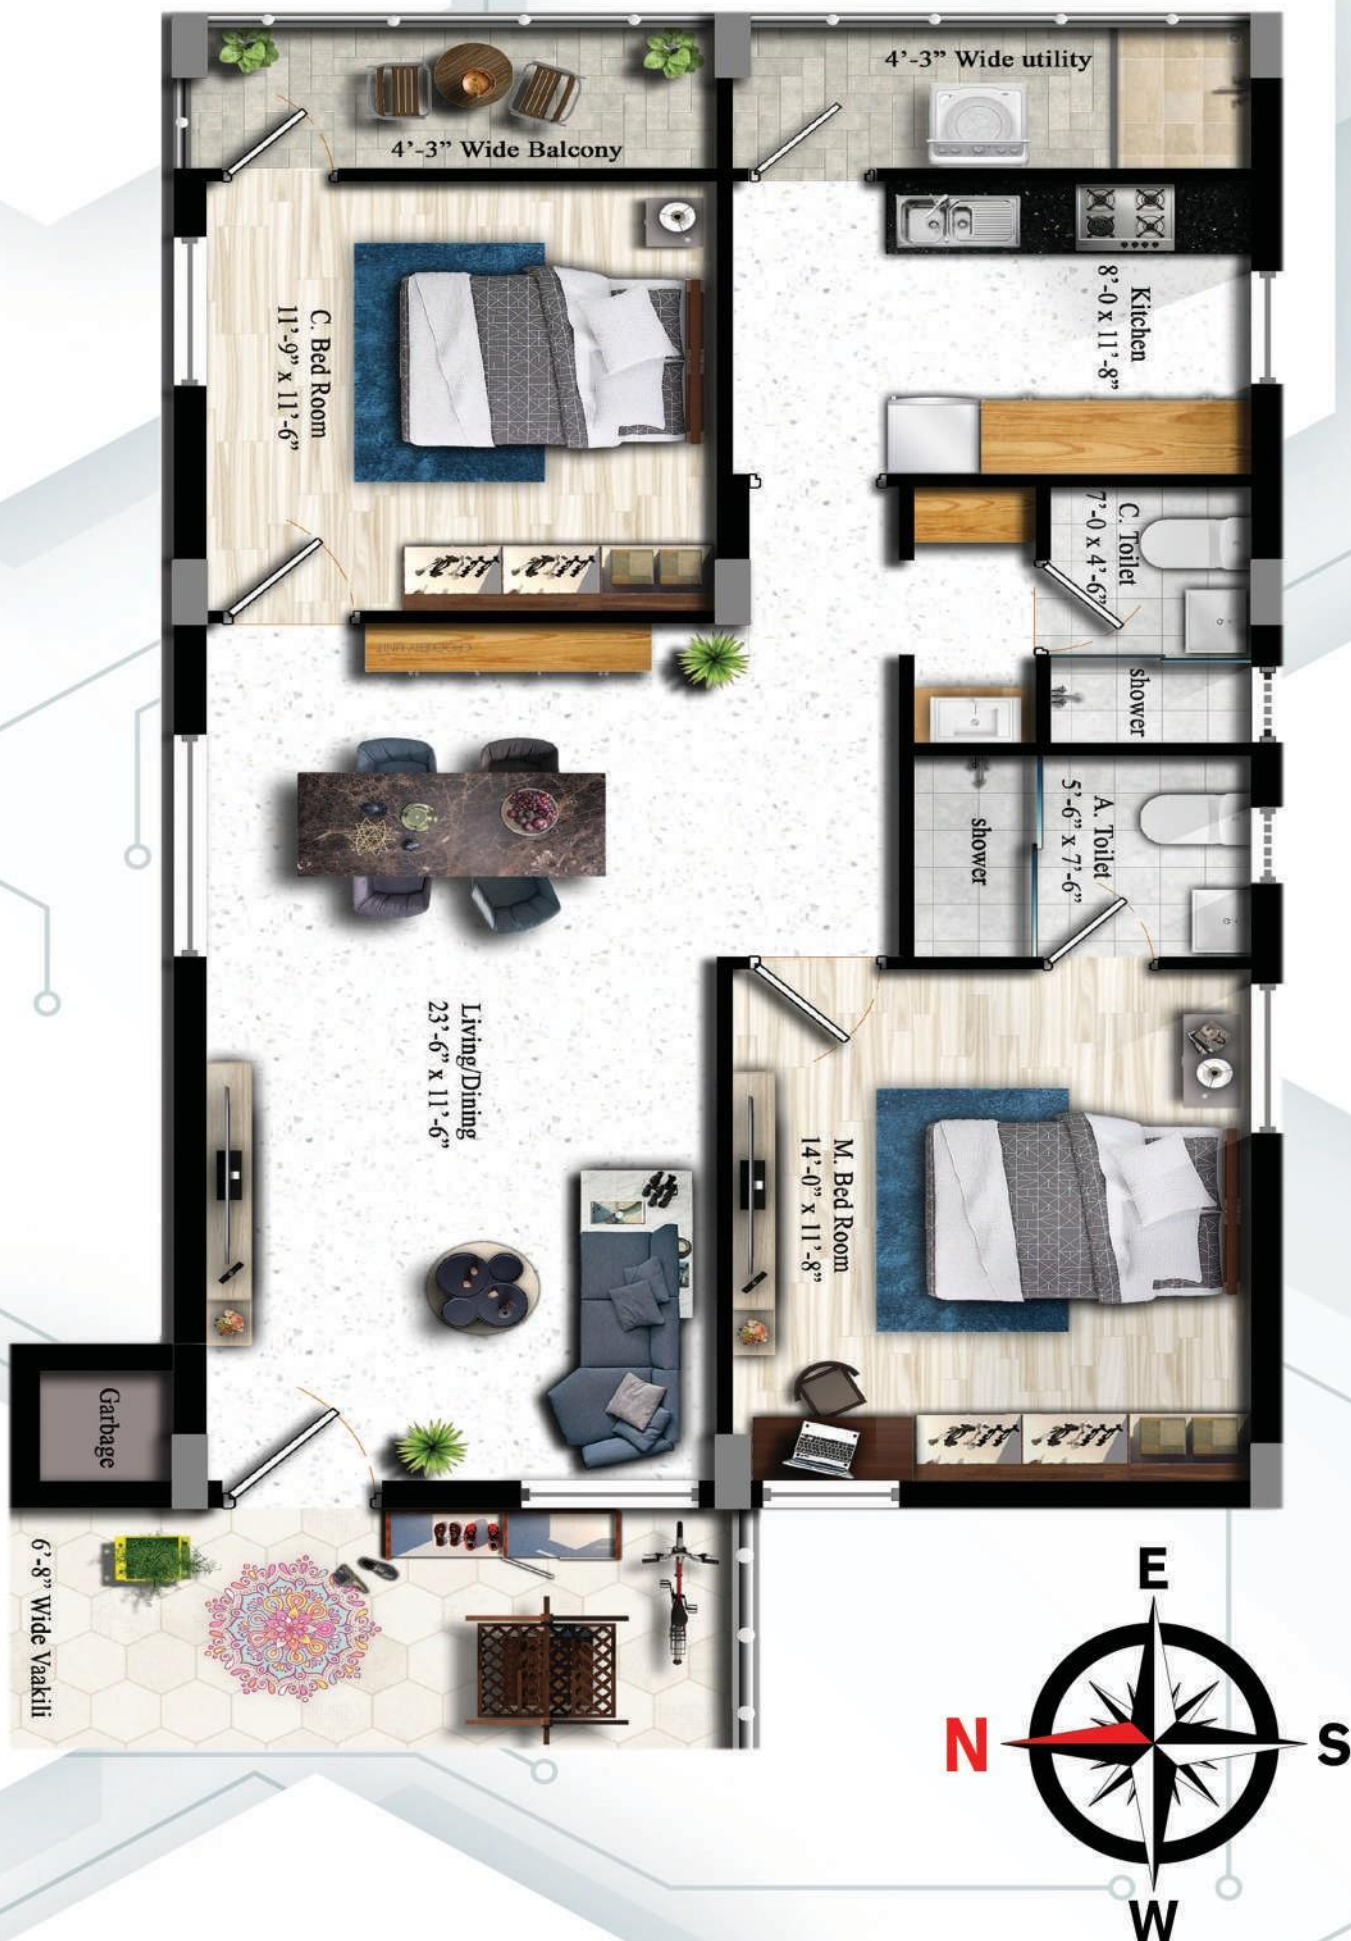 4’-3” Wide utility
4’-3” Wide Balcony
Kitchen
8’-0 x 11’-8”
C. Bed Room
11’-9” x 11’-6”
C. Toilet
7’-0 x 4’-6”
shower
CROCKERY UNIT
A. Toilet
5’-6” x 7’-6”
shower
Living/Dining
23’-6” x 11’-6”
M. Bed Room
14’-0” x 11’-8”
Garbage
6’-8” Wide Vaakili
E
N
S
W